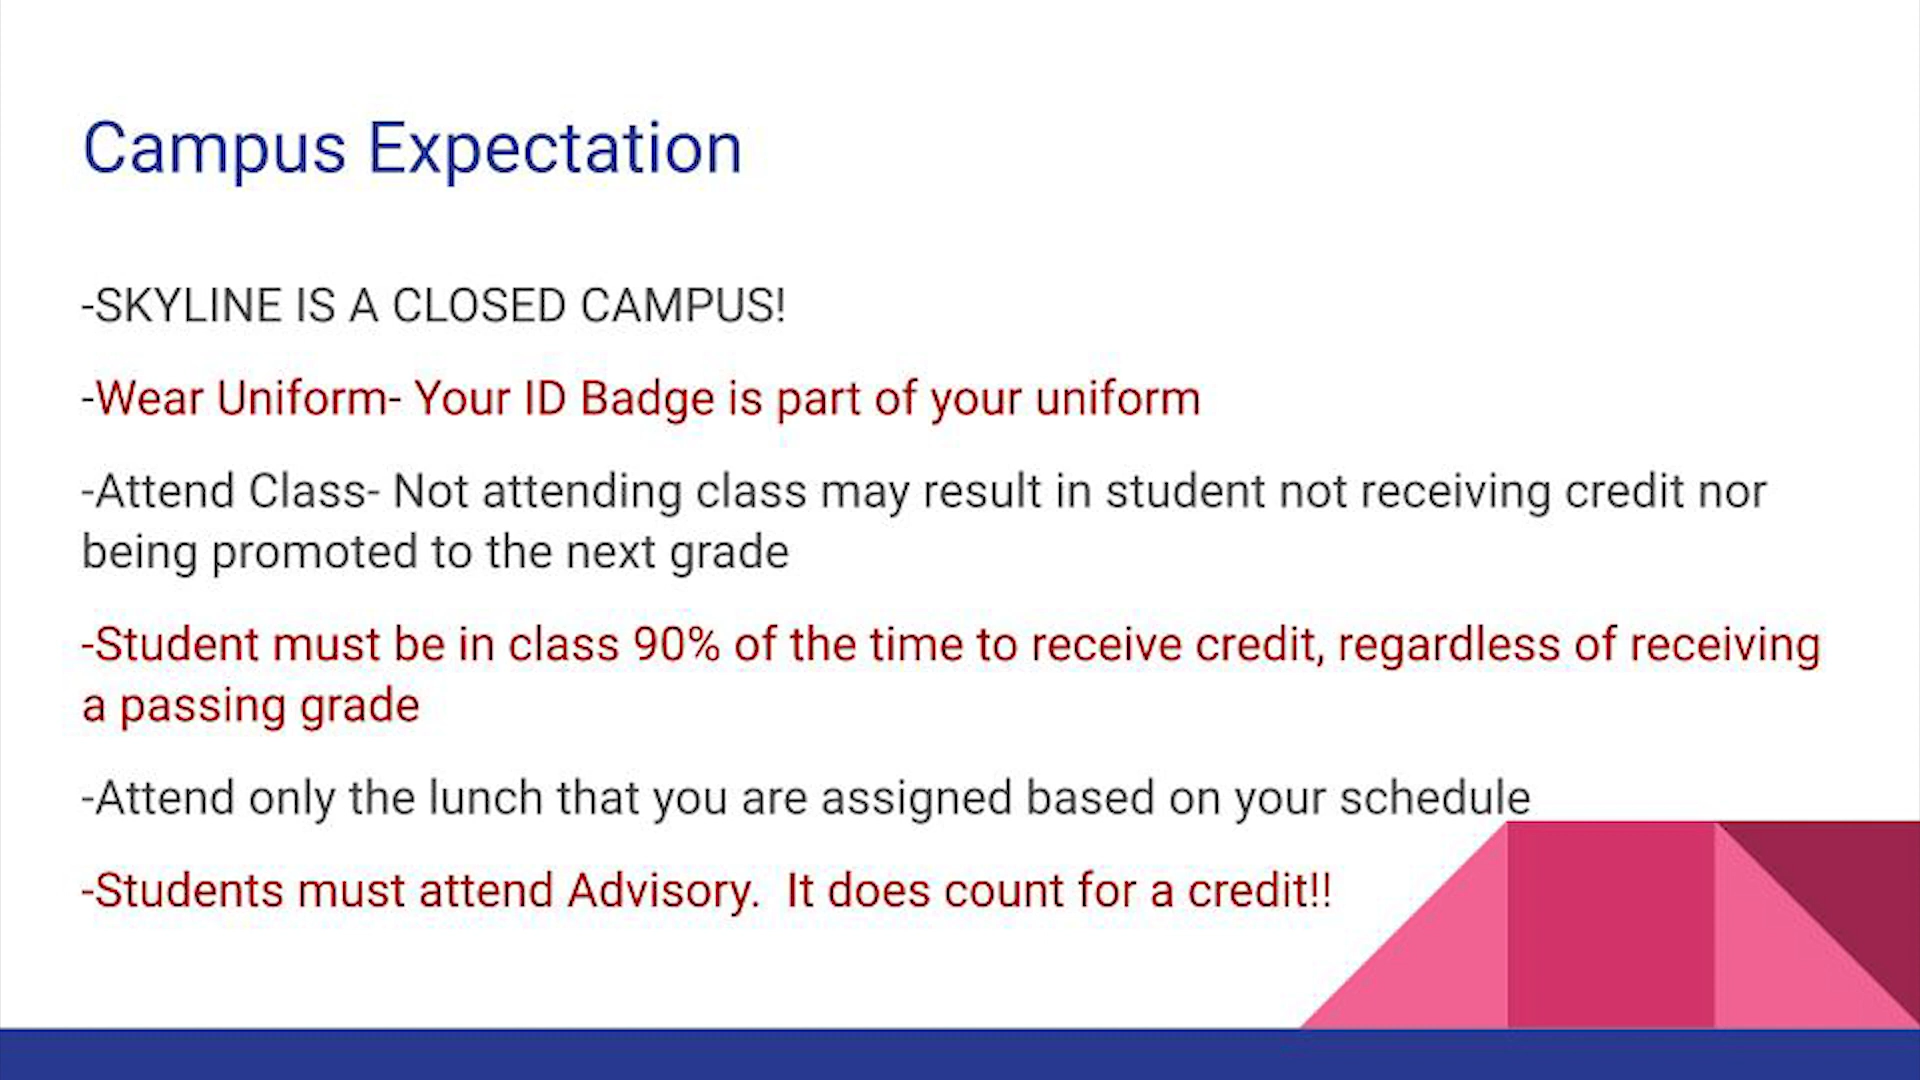 Campus Expectation
-SKYLINE IS A CLOSED CAMPUS!
-Wear Uniform- Your ID Badge is part of your uniform
-Attend Class- Not attending class may result in student not receiving credit nor
being promoted to the next grade
-Student must be in class 90% of the time to receive credit, regardless of receiving
a passing grade
-Attend only the lunch that you are assigned based on your schedule
-Students must attend Advisory.  It does count for a credit!!